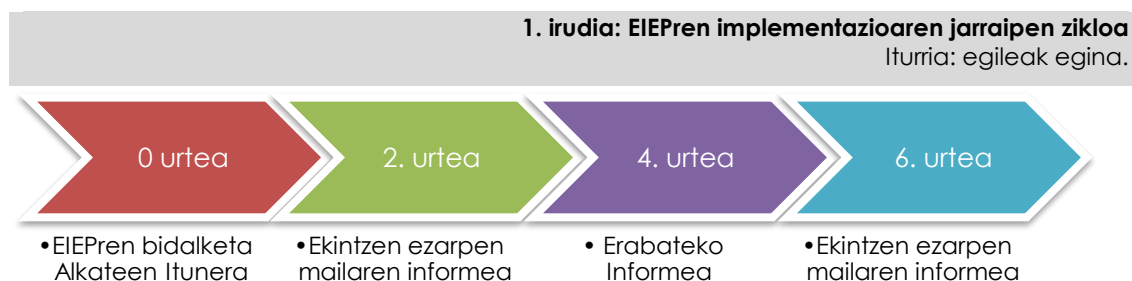 1. irudia: EIEPren implementazioaren jarraipen zikloa
Iturria: egileak egina.
0 urtea
2. urtea
4. urtea
6. urtea
•EIEPren bidalketa
Alkateen Itunera
•Ekintzen ezarpen
mailaren informea
• Erabateko
Informea
•Ekintzen ezarpen
mailaren informea